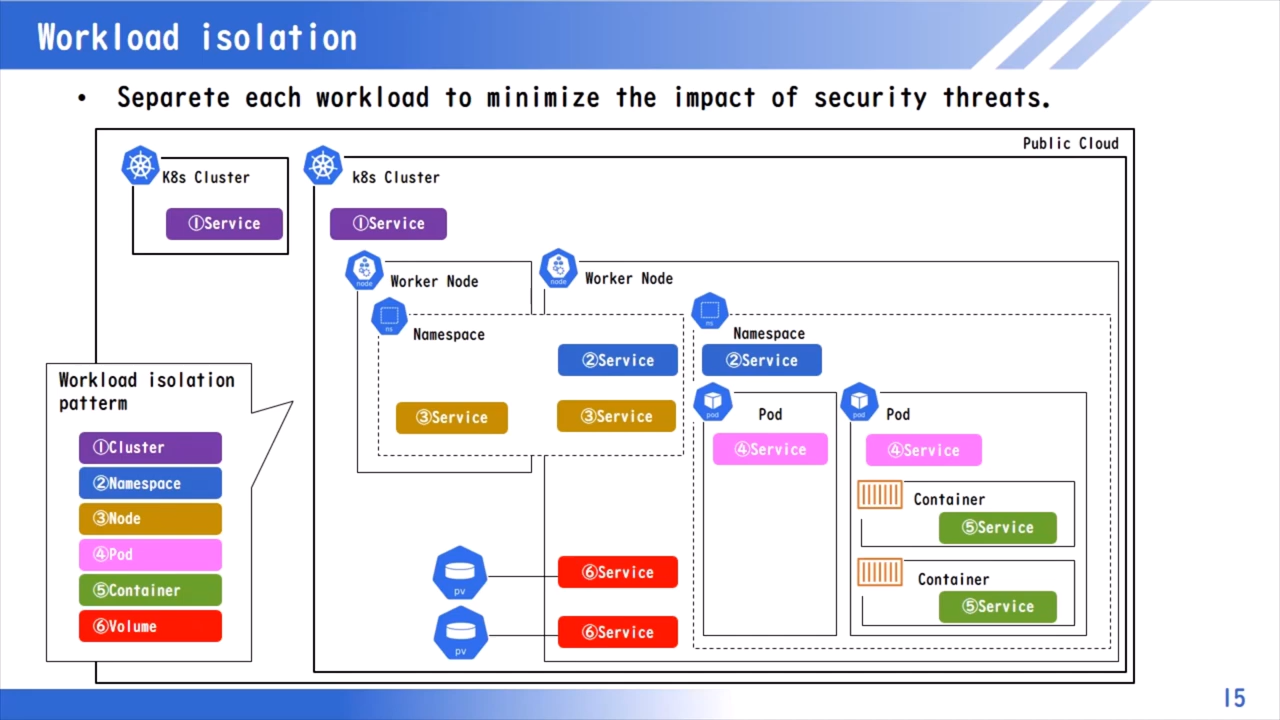 Workload isolation
• Separete each workload to minimize the impact of security threats.
Public Cloud
K8s Cluster
①Service
k8s Cluster
①Service
node
Worker Node
node
Worker Node
ns
Namespace
②Service
③Service
③Service
ns
Namespace
②Service
pod
Pod
④Service
pod
Pod
④Service
Container
⑤Service
Container
⑤Service
pv
⑥Service
pv
⑥Service
Workload isolation
patterm
①Cluster
②Namespace
③Node
④Pod
⑤Container
⑥Volume
15